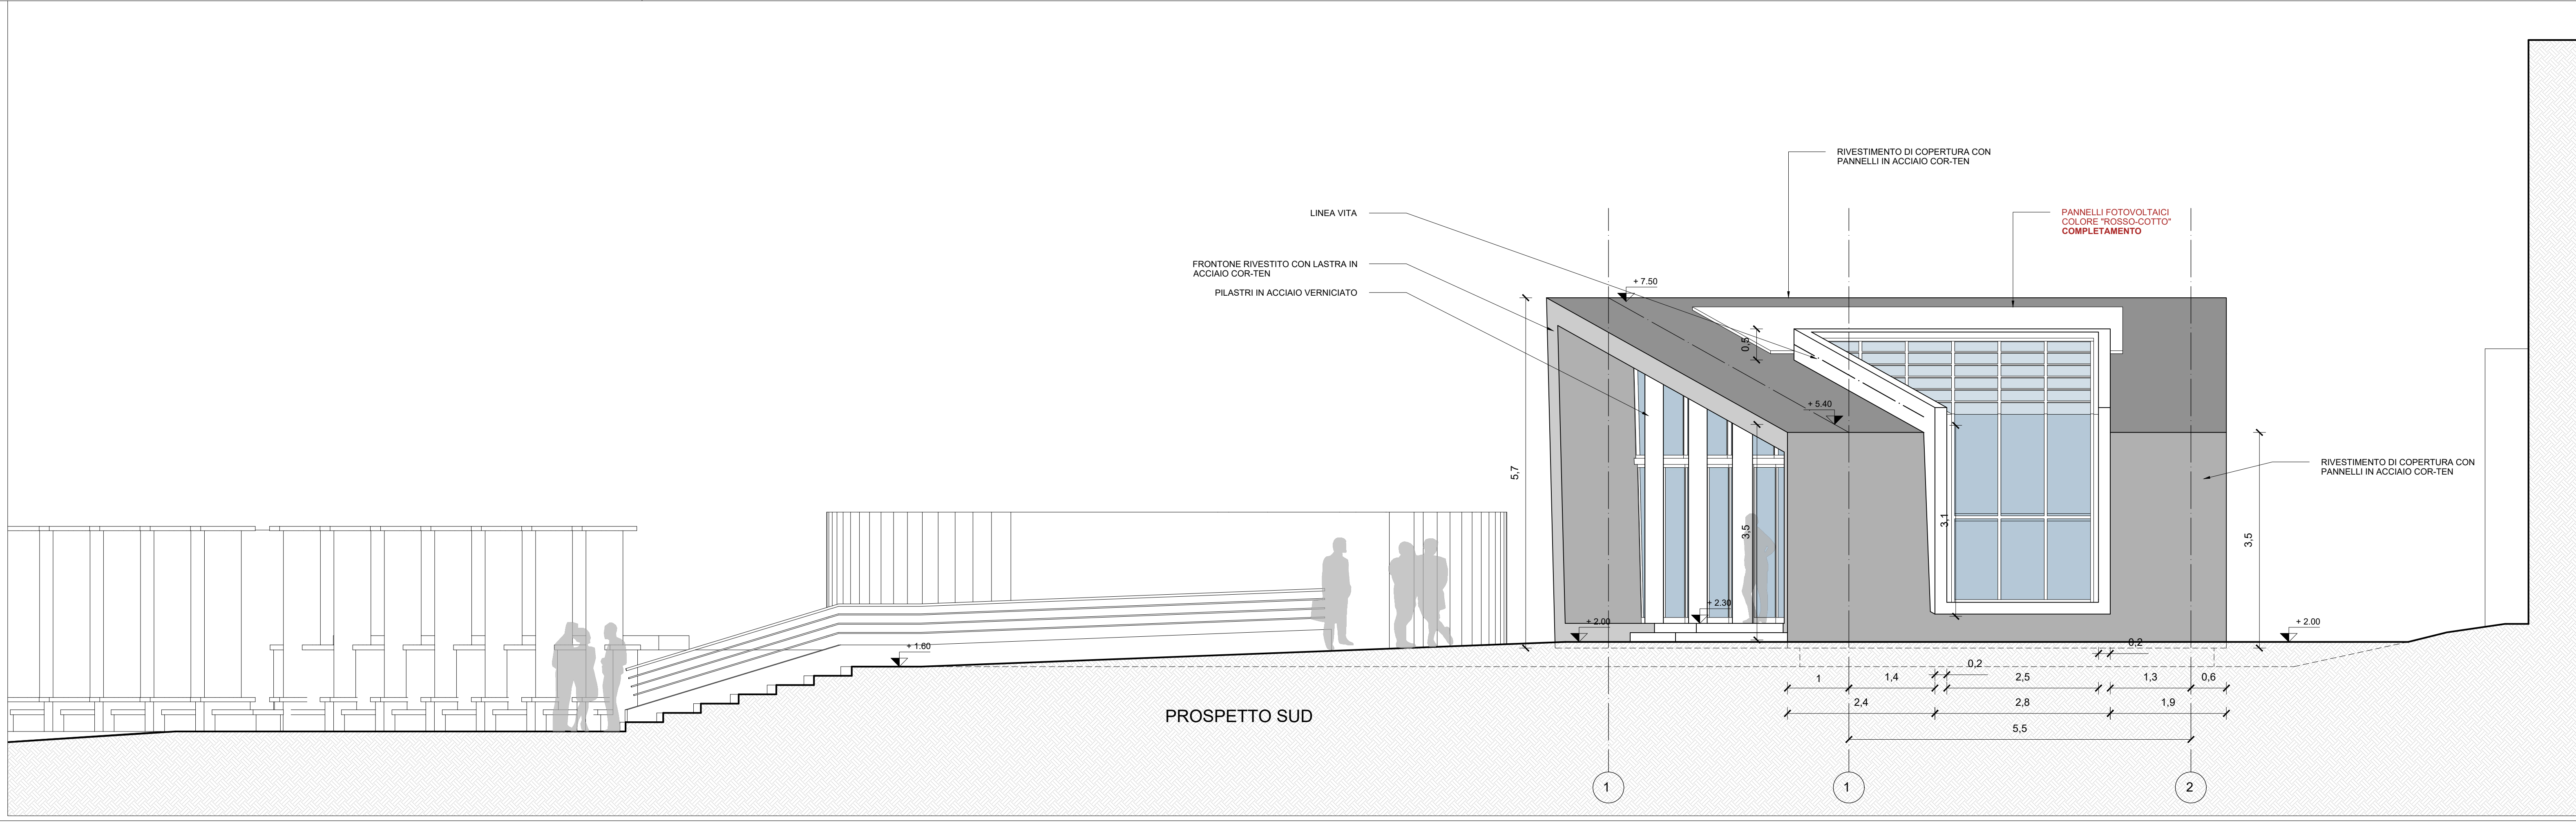 RIVESTIMENTO DI COPERTURA CON
PANNELLI IN ACCIAIO COR-TEN
LINEA VITA
PANNELLI FOTOVOLTAICI
COLORE "ROSSO-COTTO"
COMPLETAMENTO
FRONTONE RIVESTITO CON LASTRA IN
ACCIAIO COR-TEN
PILASTRI IN ACCIAIO VERNICIATO
+ 7.50
0,5
+ 5.40
5,7
RIVESTIMENTO DI COPERTURA CON
PANNELLI IN ACCIAIO COR-TEN
3,5
3,1
3,5
+ 2.30
+ 2.00
+ 2.00
+ 1.60
0,2
0,2
1
1,4
2,5
1,3
0,6
2,4
2,8
1,9
PROSPETTO SUD
5,5
1
1
2